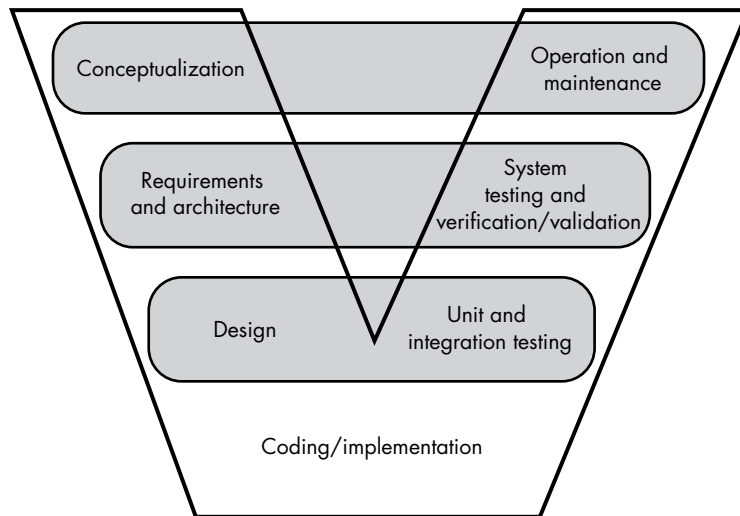 Conceptualization
Operation and
maintenance
Requirements
and architecture
System
testing and
verification/validation
Design
Unit and
integration testing
Coding/implementation